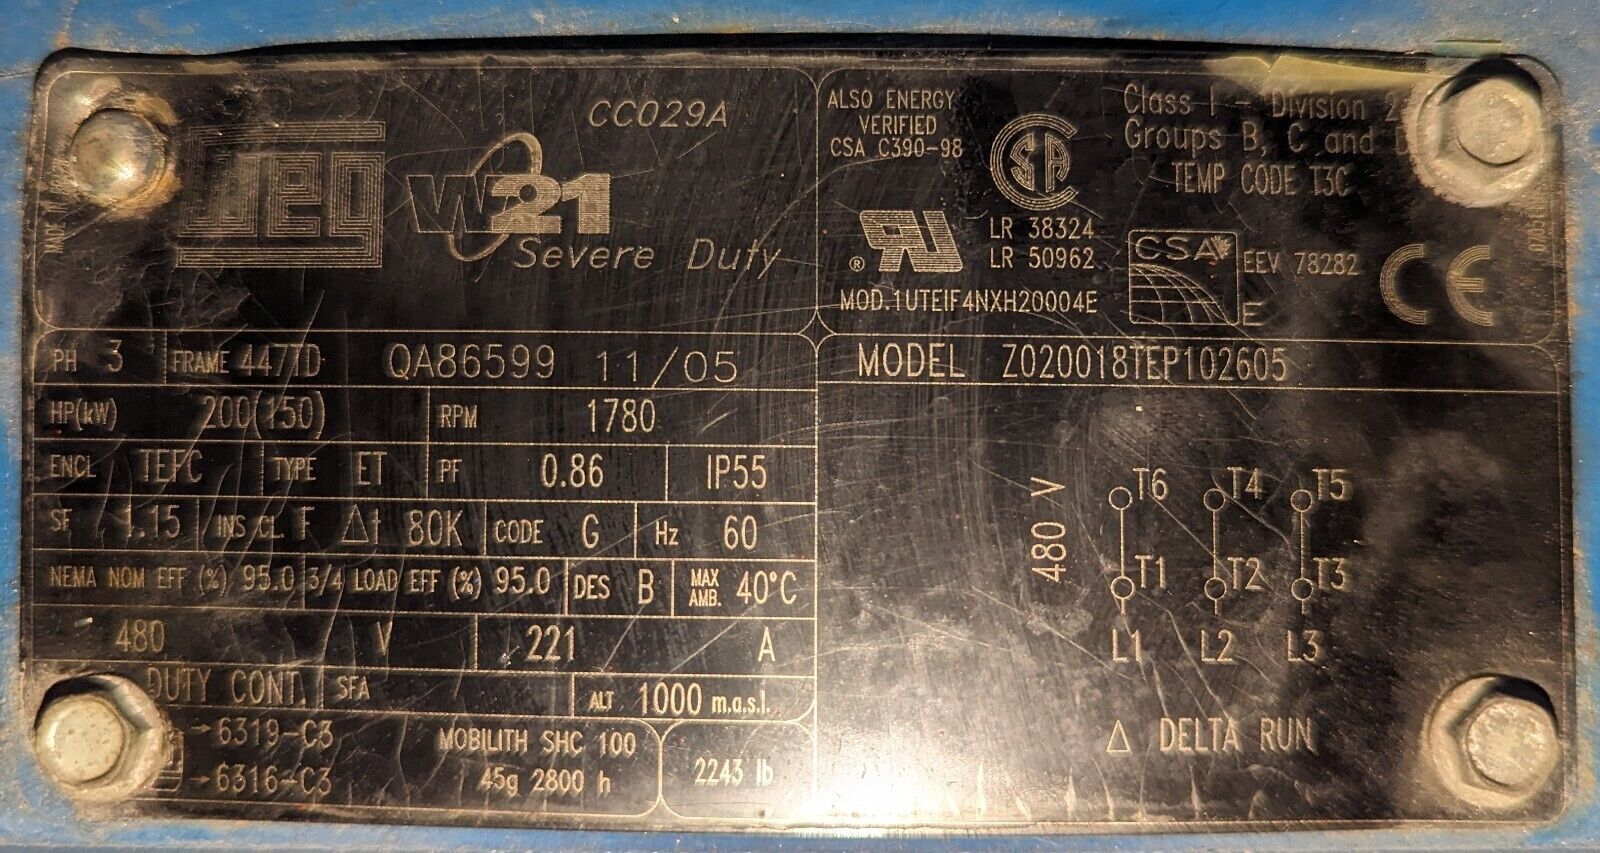 weg
W21
Severe Duty
CC029A
ALSO ENERGY
VERIFIED
CSA C390-98
Class I - Division 2
Groups B, C and D
TEMP CODE T3C
LR 38324
LR 50962
MOD.1UTEIF4NXH20004E
CSA
EEV 78282
E
CE
PH 3 FRAME 447TD QA86599 11/05
MODEL Z020018TEP102605
HP(kW) 200(150) RPM 1780
ENCL TEFC TYPE ET PF 0.86 IP55
SF 1.15 INS CL F Δt 80K CODE G Hz 60
NEMA NOM EFF (%) 95.0 3/4 LOAD EFF (%) 95.0 DES B MAX AMB. 40°C
480 V 221 A
DUTY CONT. SFA ALT 1000 m.a.s.l.
→6319-C3
→6316-C3
MOBILITH SHC 100
45g 2800 h
2243 lb
480 V
T6 T4 T5
T1 T2 T3
L1 L2 L3
Δ DELTA RUN